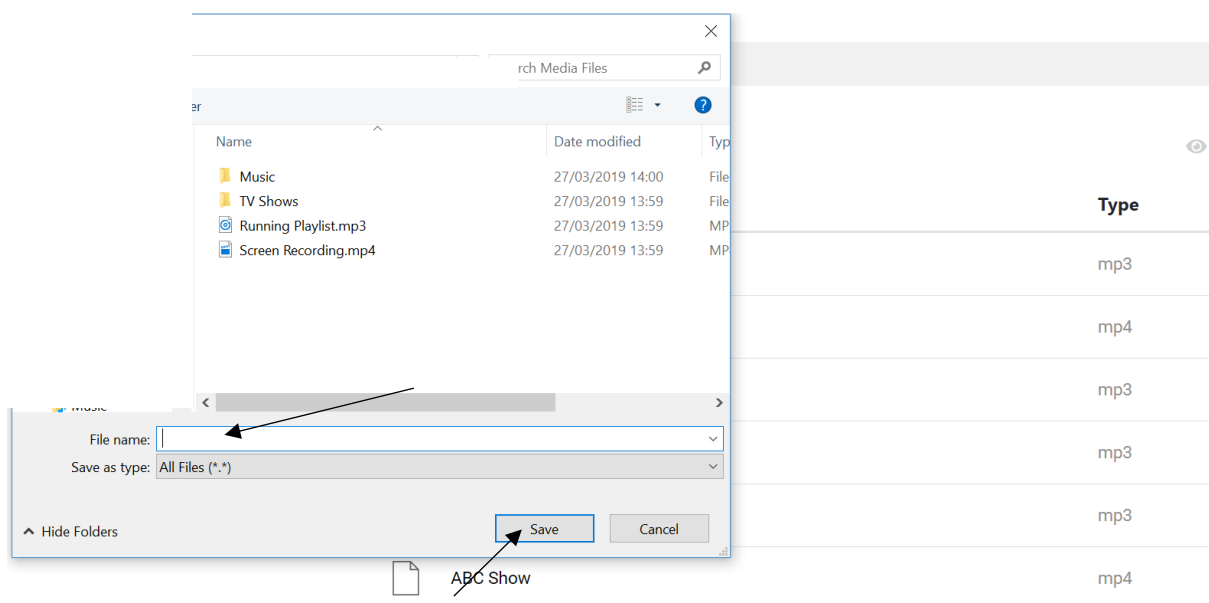 rch Media Files
er
Name Date modified Typ
Music 27/03/2019 14:00 File
TV Shows 27/03/2019 13:59 File
Running Playlist.mp3 27/03/2019 13:59 MP
Screen Recording.mp4 27/03/2019 13:59 MP
Music
File name:
Save as type: All Files (*.*)
Hide Folders Save Cancel
Type
mp3
mp4
mp3
mp3
mp3
ABC Show mp4